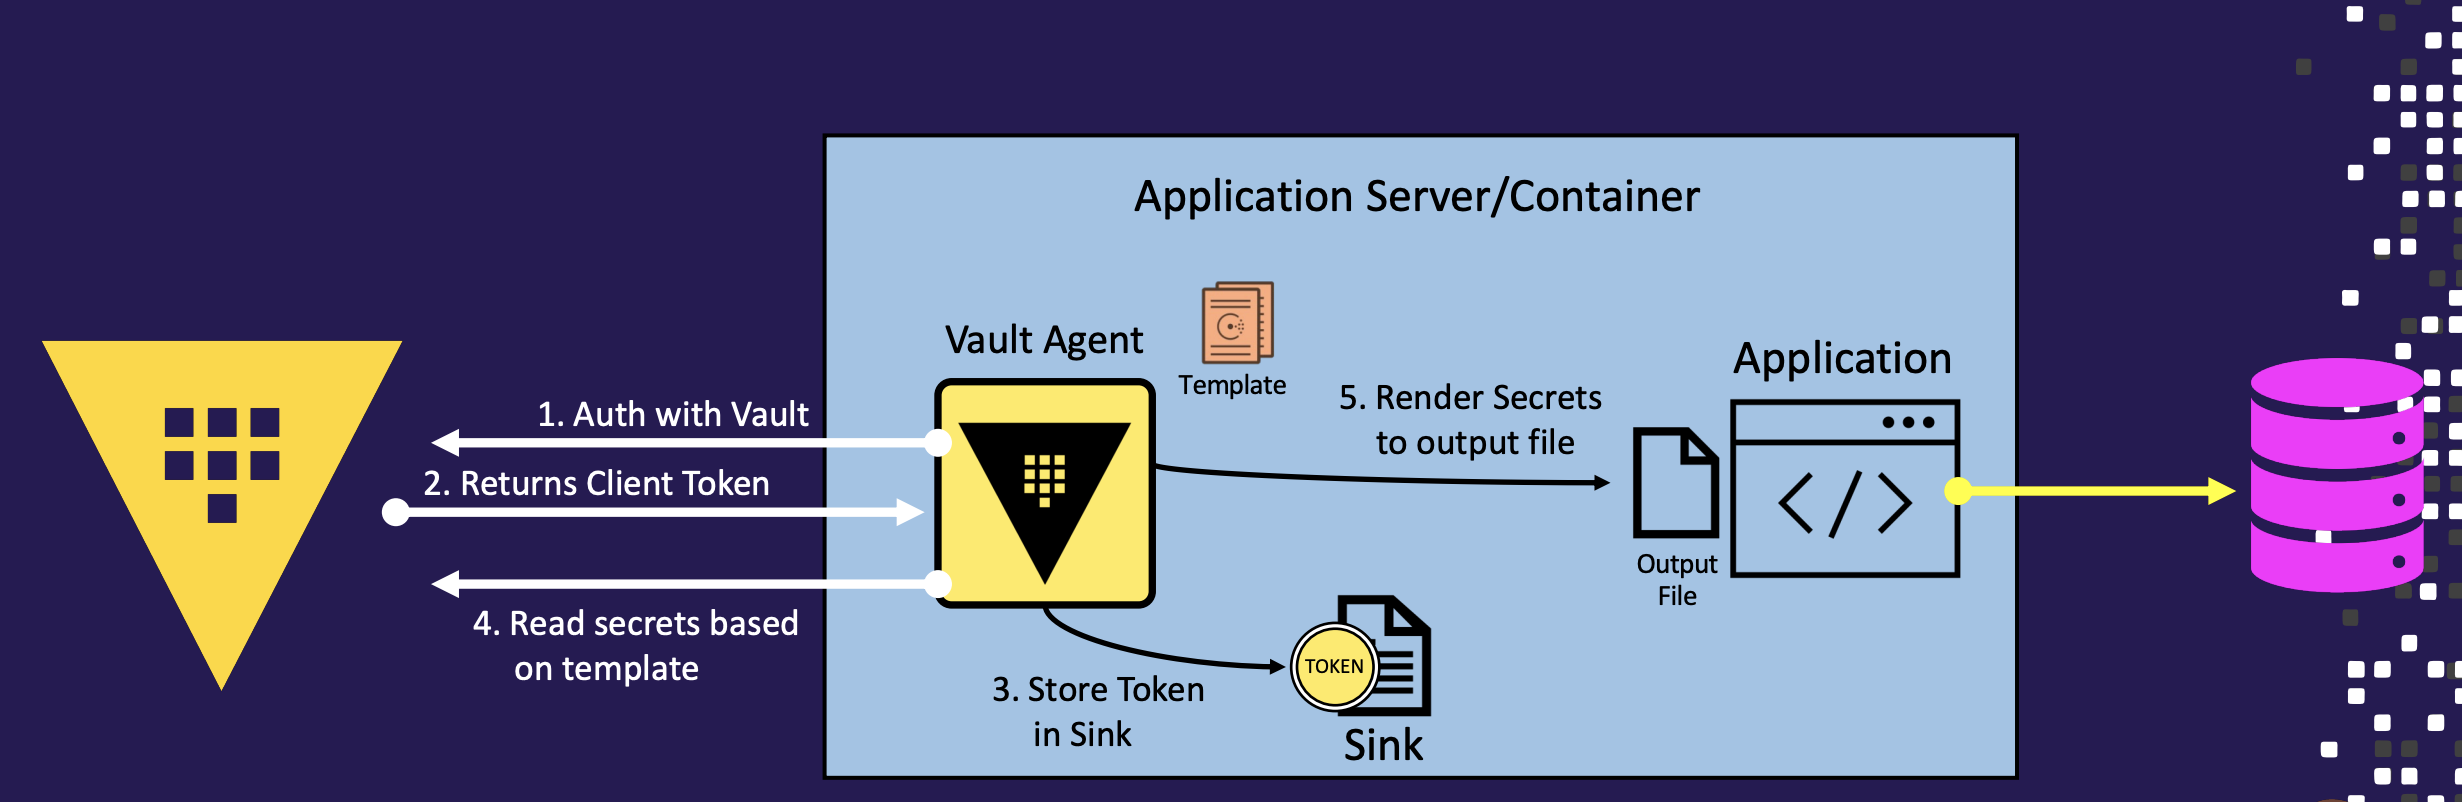 Application Server/Container
Vault Agent
Template
Application
1. Auth with Vault
2. Returns Client Token
4. Read secrets based
on template
5. Render Secrets
to output file
Output
File
3. Store Token
in Sink
TOKEN
Sink